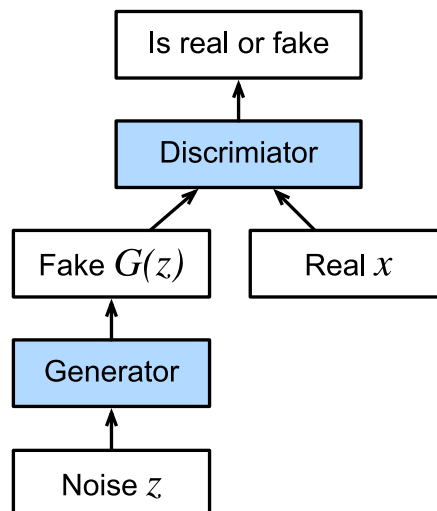 Is real or fake
Discrimiator
Fake G(z)
Real x
Generator
Noise z